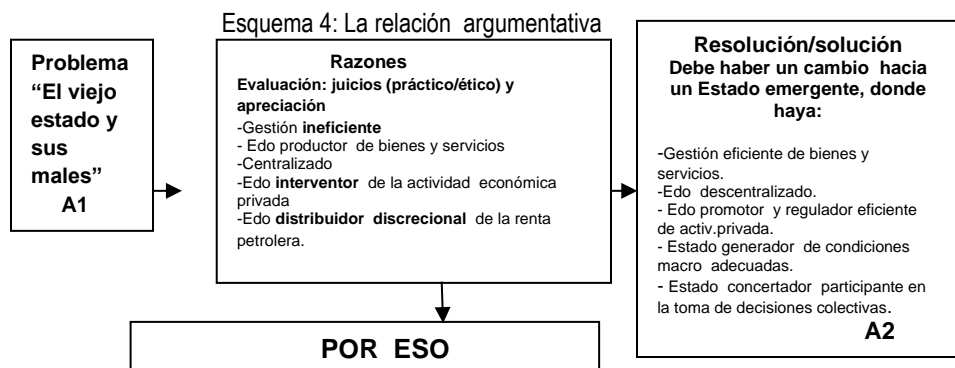 Esquema 4: La relación argumentativa
Problema
“El viejo
estado y
sus
males”
A1
Razones
Evaluación: juicios (práctico/ético) y
apreciación
-Gestión ineficiente
- Edo productor de bienes y servicios
-Centralizado
-Edo interventor de la actividad económica
privada
-Edo distribuidor discrecional de la renta
petrolera.
Resolución/solución
Debe haber un cambio hacia
un Estado emergente, donde
haya:
-Gestión eficiente de bienes y
servicios.
-Edo descentralizado.
- Edo promotor y regulador eficiente
de activ.privada.
- Estado generador de condiciones
macro adecuadas.
- Estado concertador participante en
la toma de decisiones colectivas.
A2
POR ESO